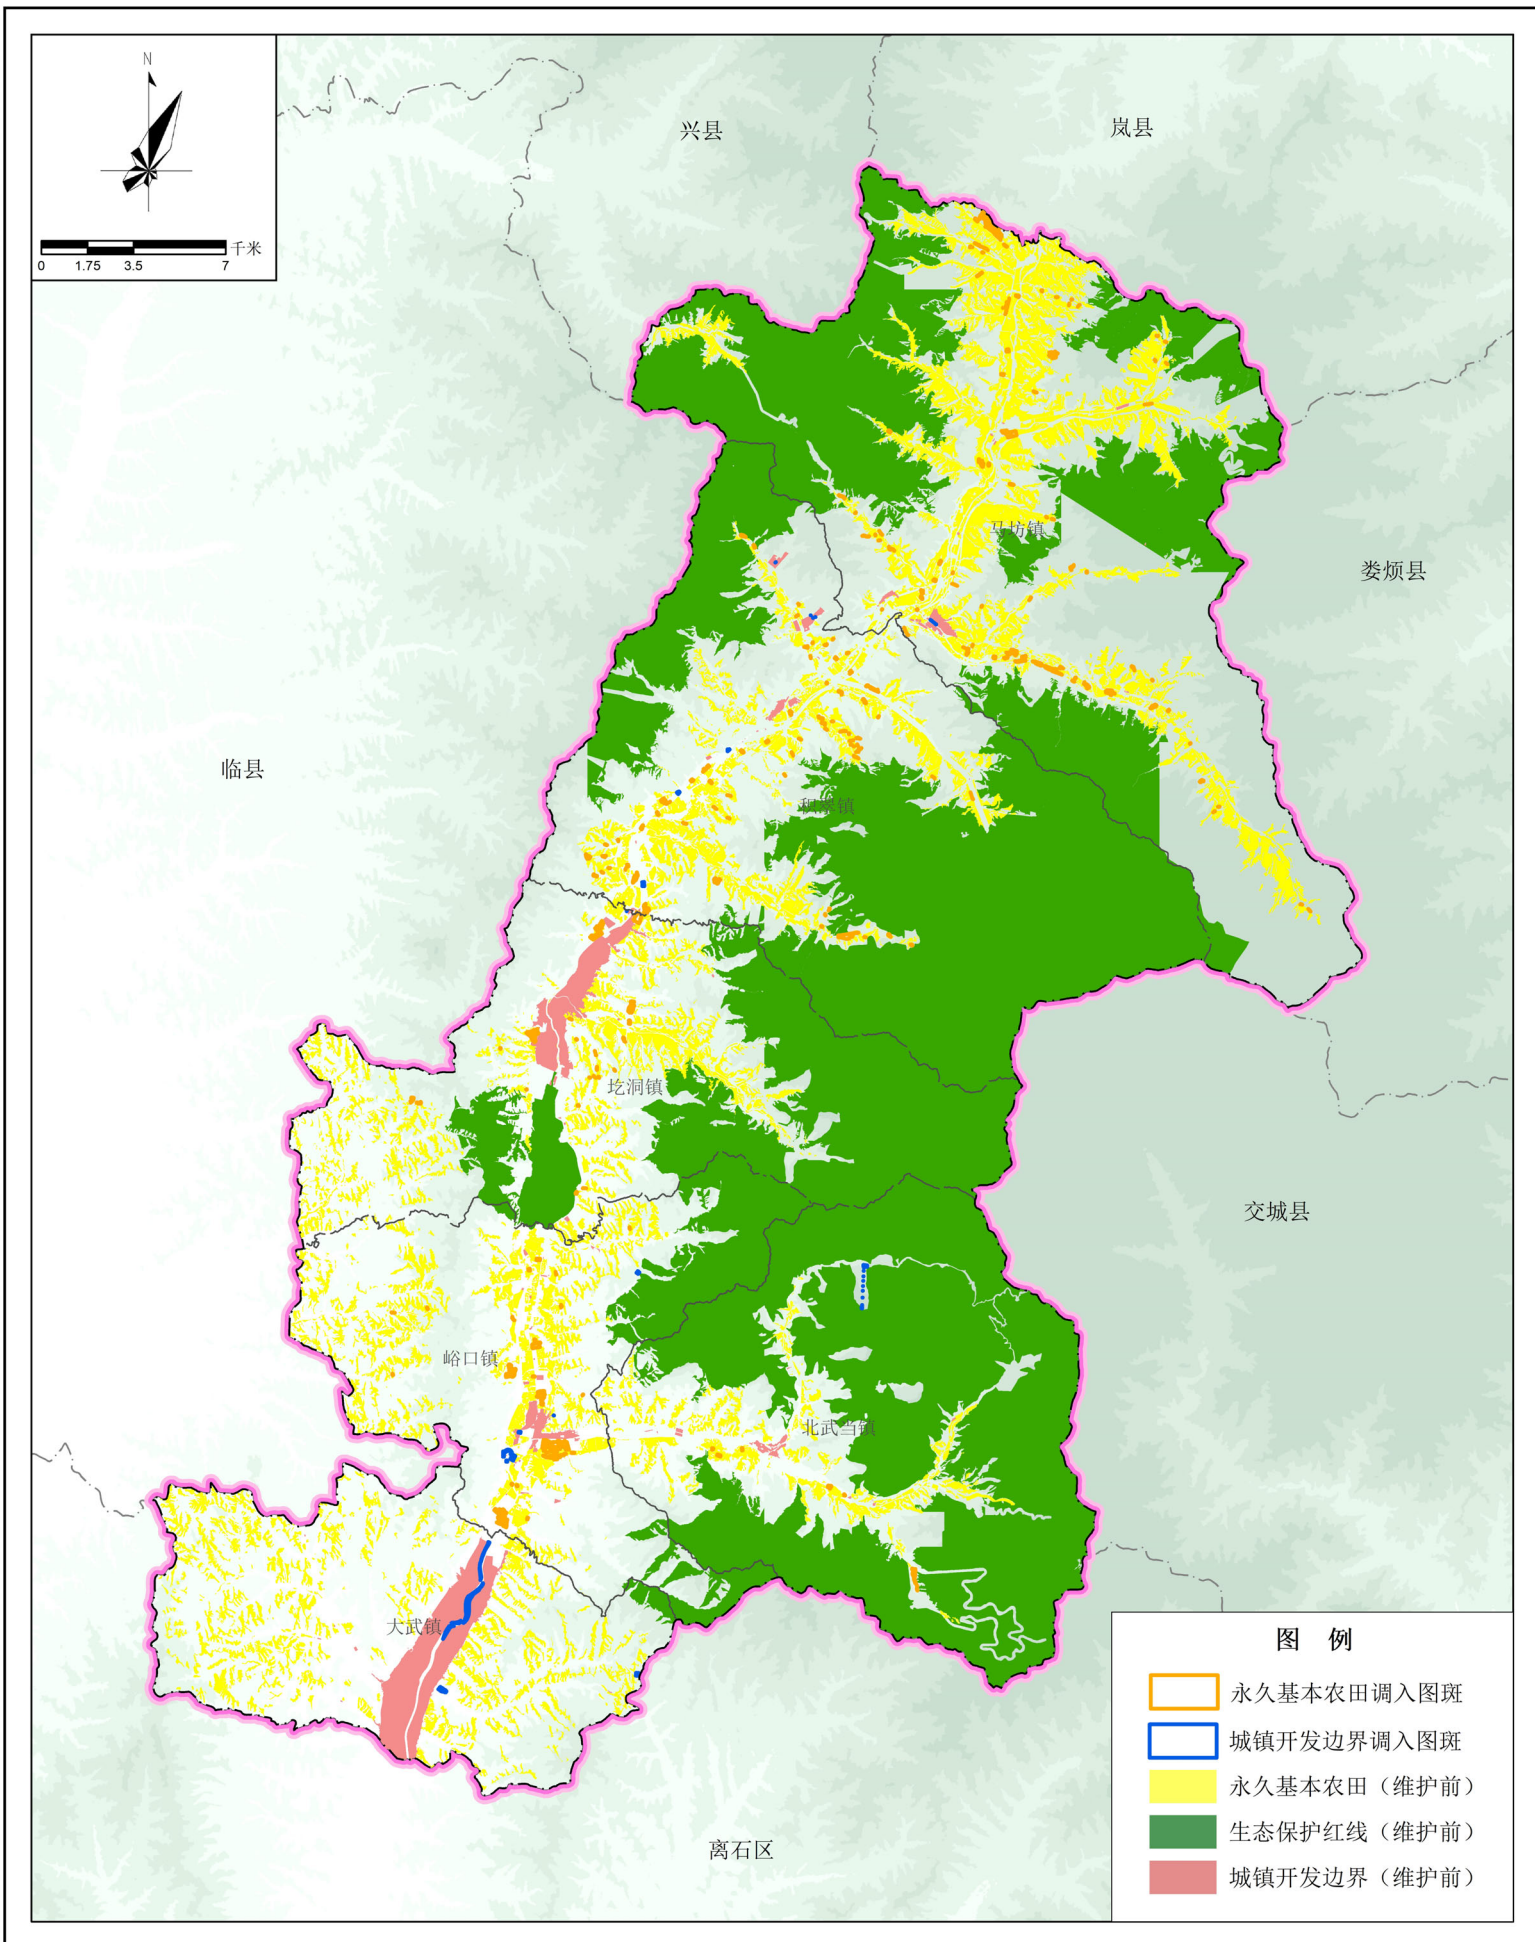 N
千米
0 1.75 3.5 7
兴县
岚县
马坊镇
娄烦县
临县
积翠镇
圪洞镇
交城县
峪口镇
北武当镇
大武镇
离石区
图 例
永久基本农田调入图斑
城镇开发边界调入图斑
永久基本农田（维护前）
生态保护红线（维护前）
城镇开发边界（维护前）